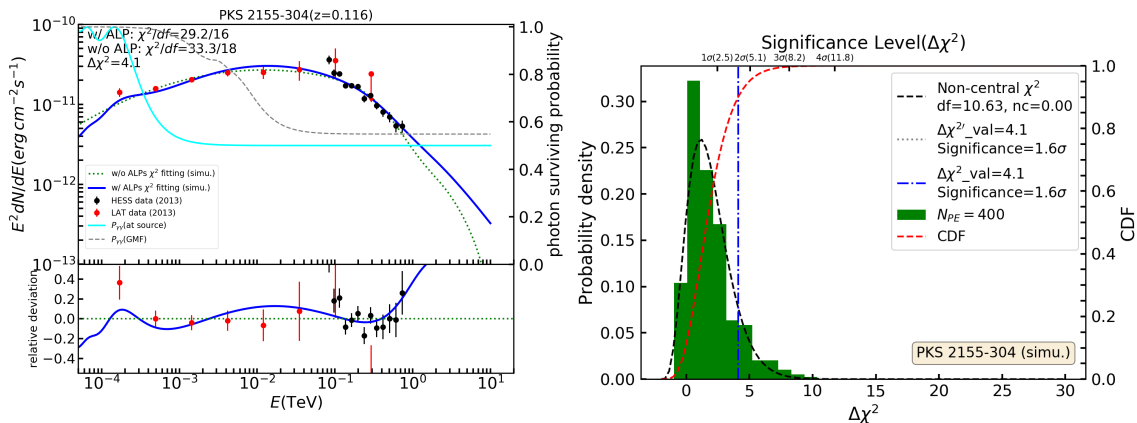 PKS 2155-304(z=0.116)
w/ ALP: χ²/df=29.2/16
w/o ALP: χ²/df=33.3/18
Δχ²=4.1
10⁻¹⁰
10⁻¹¹
10⁻¹²
10⁻¹³
E²dN/dE(erg cm⁻²s⁻¹)
w/o ALPs χ² fitting (simu.)
w/ ALPs χ² fitting (simu.)
HESS data (2013)
LAT data (2013)
Pγγ(at source)
Pγγ(GMF)
1.0
0.8
0.6
0.4
0.2
0.0
photon surviving probability
relative deviation
0.4
0.2
0.0
−0.2
−0.4
10⁻⁴ 10⁻³ 10⁻² 10⁻¹ 10⁰ 10¹
E(TeV)
Significance Level(Δχ²)
1σ(2.5) 2σ(5.1) 3σ(8.2) 4σ(11.8)
Probability density
0.30
0.25
0.20
0.15
0.10
0.05
0.00
Non-central χ²
df=10.63, nc=0.00
Δχ²′_val=4.1
Significance=1.6σ
Δχ²_val=4.1
Significance=1.6σ
N_PE = 400
CDF
PKS 2155-304 (simu.)
1.0
0.8
0.6
0.4
0.2
0.0
CDF
0 5 10 15 20 25 30
Δχ²